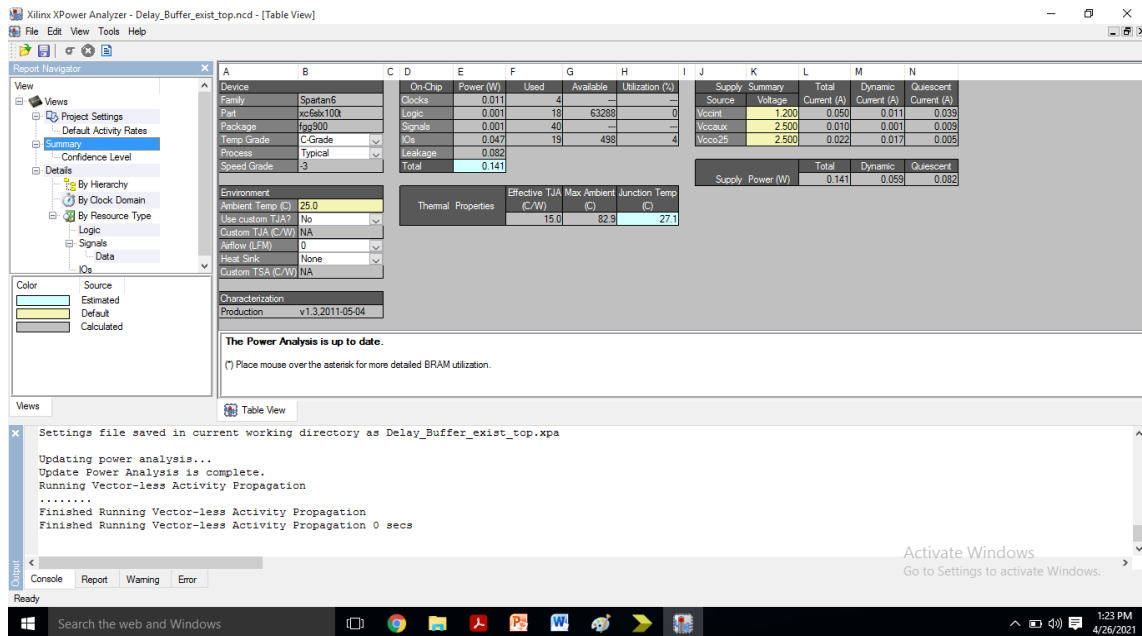 Xilinx XPower Analyzer - Delay_Buffer_exist_top.ncd - [Table View]
File Edit View Tools Help
Report Navigator
View
Views
Project Settings
Default Activity Rates
Summary
Confidence Level
Details
By Hierarchy
By Clock Domain
By Resource Type
Logic
Signals
Data
IOs
Color Source
Estimated
Default
Calculated
Views
A B C D E F G H I J K L M N
Device
Family Spartan6
Part xc6slx100t
Package fgg900
Temp Grade C-Grade
Process Typical
Speed Grade -3
Environment
Ambient Temp (C) 25.0
Use custom TJA? No
Custom TJA (C/W) NA
Airflow (LFM) 0
Heat Sink None
Custom TSA (C/W) NA
Characterization
Production v1.3,2011-05-04
On-Chip Power (W) Used Available Utilization (%)
Clocks 0.011 4 --- ---
Logic 0.001 18 63288 0
Signals 0.001 40 --- ---
IOs 0.047 19 498 4
Leakage 0.082
Total 0.141
Effective TJA Max Ambient Junction Temp
Thermal Properties (C/W) (C) (C)
15.0 82.9 27.1
Supply Summary Total Dynamic Quiescent
Source Voltage Current (A) Current (A) Current (A)
Vccint 1.200 0.050 0.011 0.039
Vccaux 2.500 0.010 0.001 0.009
Vcco25 2.500 0.022 0.017 0.005
Total Dynamic Quiescent
Supply Power (W) 0.141 0.059 0.082
The Power Analysis is up to date.
(*) Place mouse over the asterisk for more detailed BRAM utilization.
Table View
Settings file saved in current working directory as Delay_Buffer_exist_top.xpa
Updating power analysis...
Update Power Analysis is complete.
Running Vector-less Activity Propagation
........
Finished Running Vector-less Activity Propagation
Finished Running Vector-less Activity Propagation 0 secs
Output
Console Report Warning Error
Ready
Activate Windows
Go to Settings to activate Windows.
Search the web and Windows
1:23 PM
4/26/2021